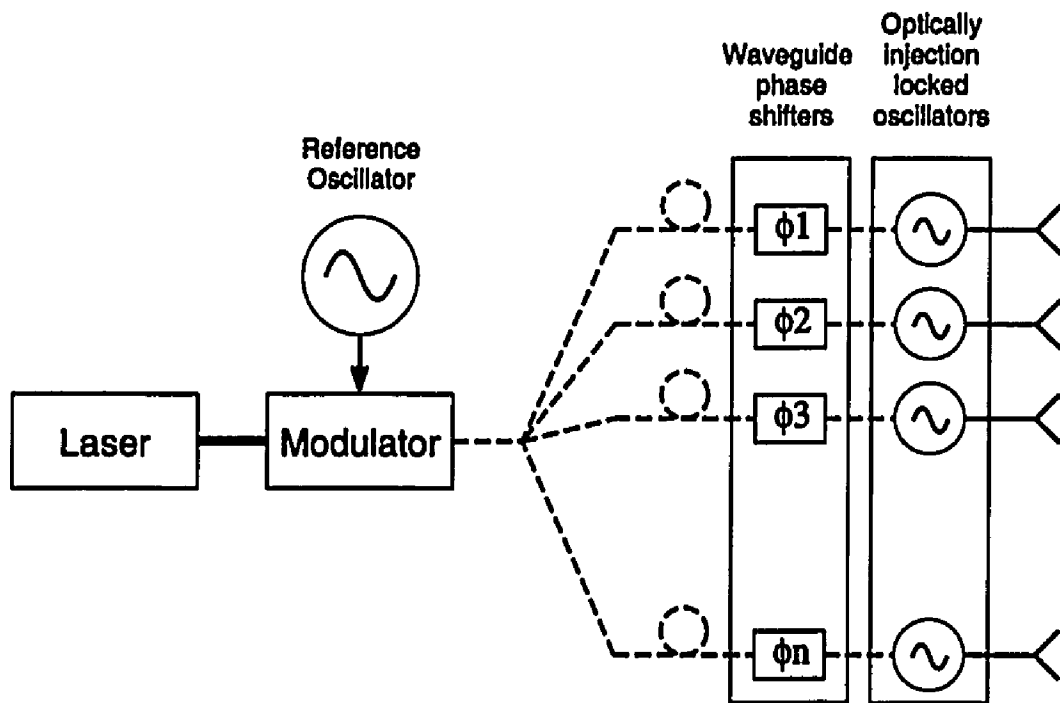 Optically
injection
locked
oscillators
Waveguide
phase
shifters
Reference
Oscillator
ϕ1
ϕ2
ϕ3
Laser
Modulator
ϕn